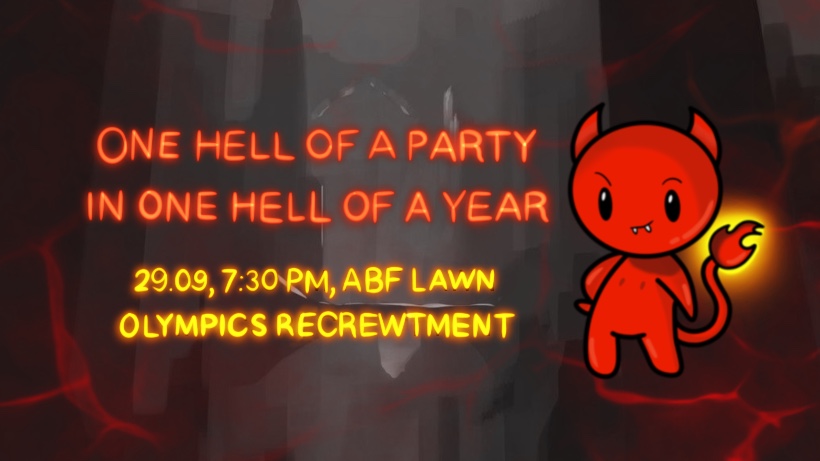 ONE HELL OF A PARTY
IN ONE HELL OF A YEAR
29.09, 7:30 PM, ABF LAWN
OLYMPICS RECREWTMENT